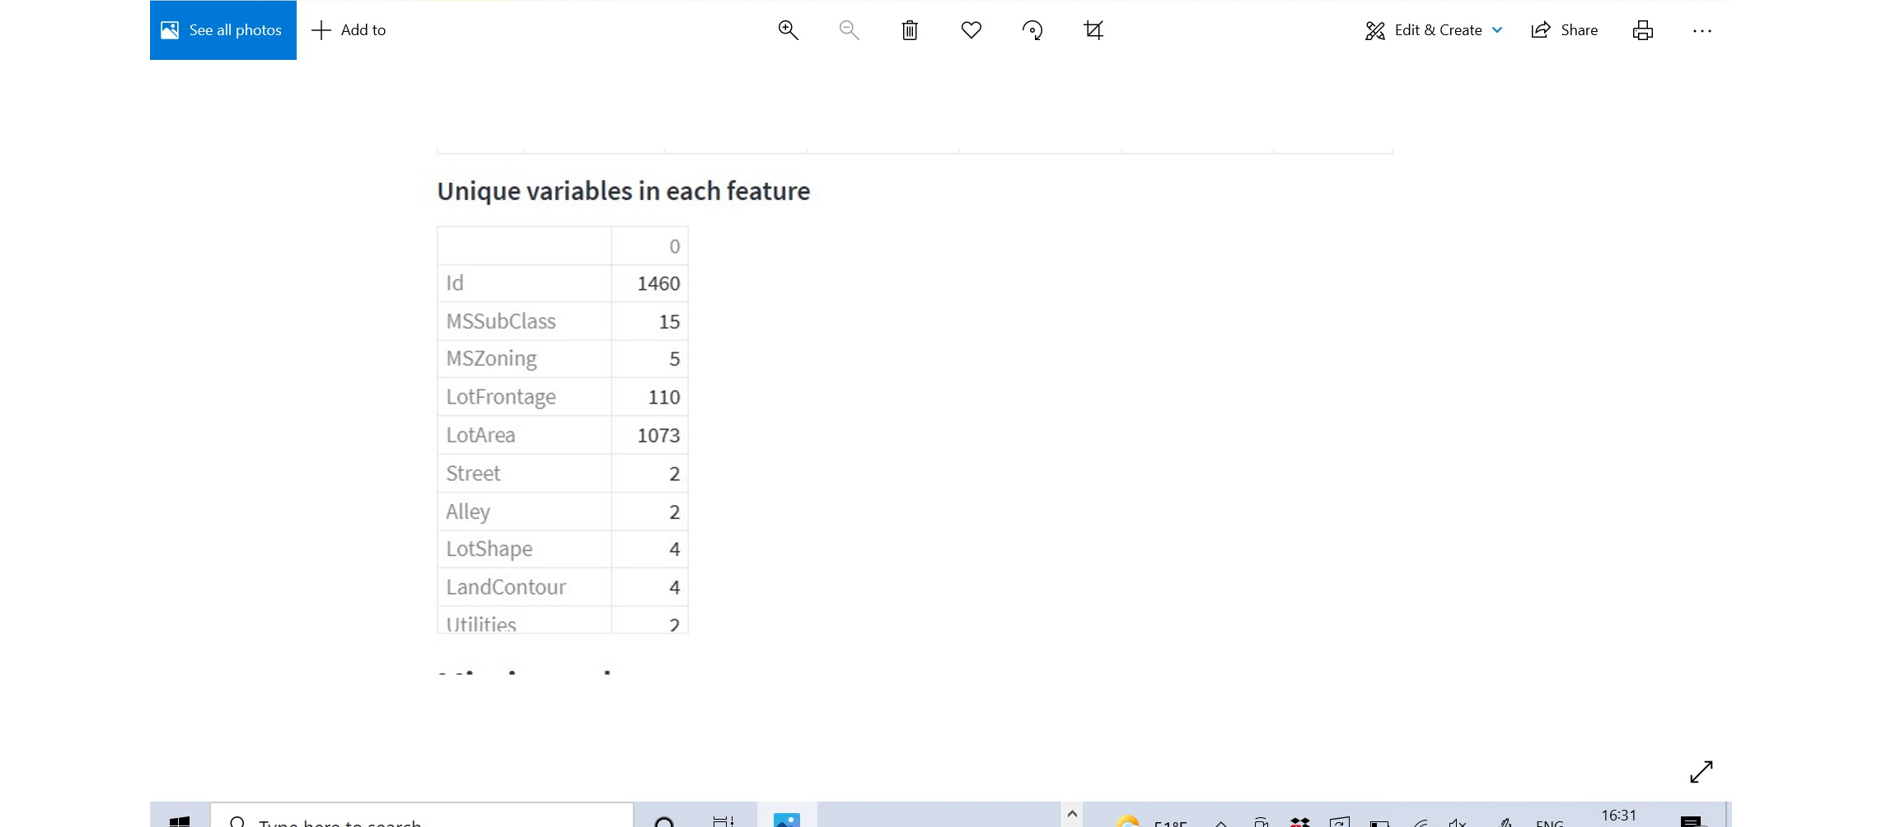 See all photos
Add to
Edit & Create
Share
Unique variables in each feature
0
Id 1460
MSSubClass 15
MSZoning 5
LotFrontage 110
LotArea 1073
Street 2
Alley 2
LotShape 4
LandContour 4
Utilities 2
Type here to search
51°F
ENG
16:31